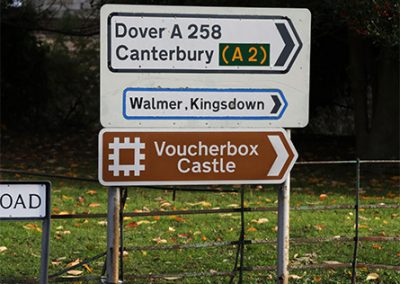 Dover A 258
Canterbury (A 2)
Walmer, Kingsdown
Voucherbox
Castle
OAD